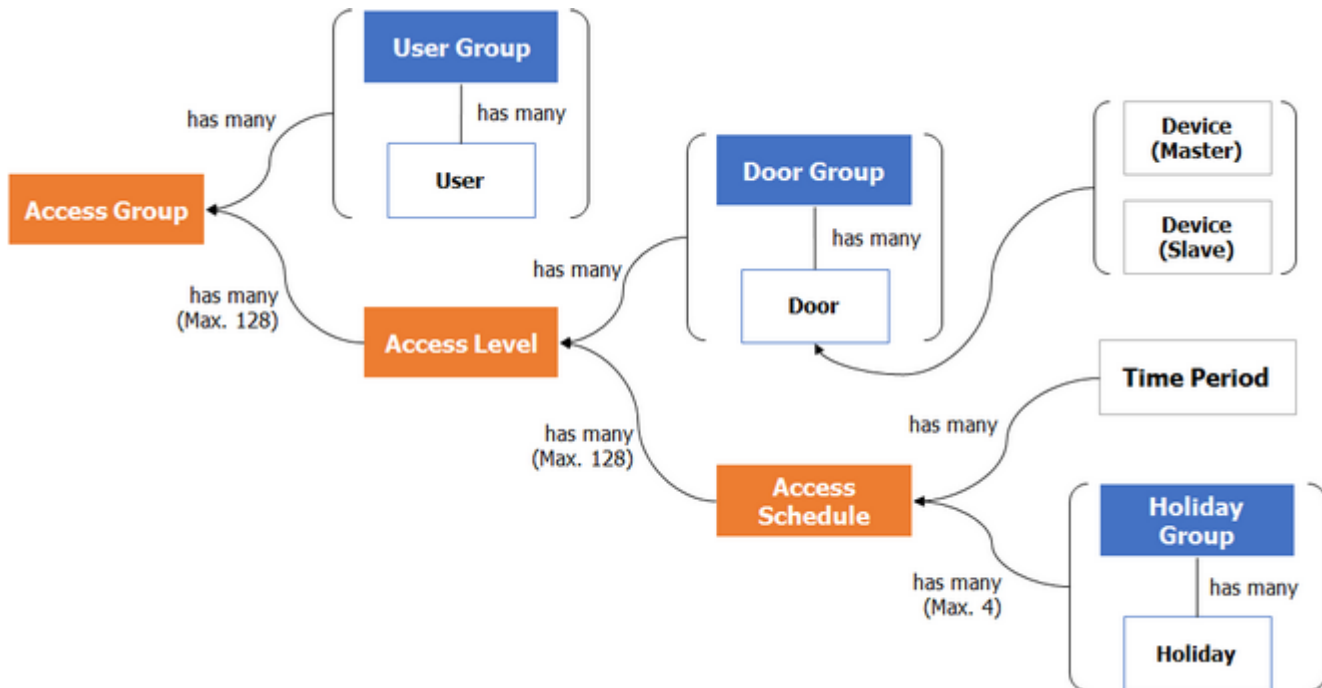 User Group
has many
has many
User
Access Group
has many
(Max. 128)
Access Level
has many
Door Group
has many
Door
Device
(Master)
Device
(Slave)
has many
(Max. 128)
Access
Schedule
has many
Time Period
has many
(Max. 4)
Holiday
Group
has many
Holiday